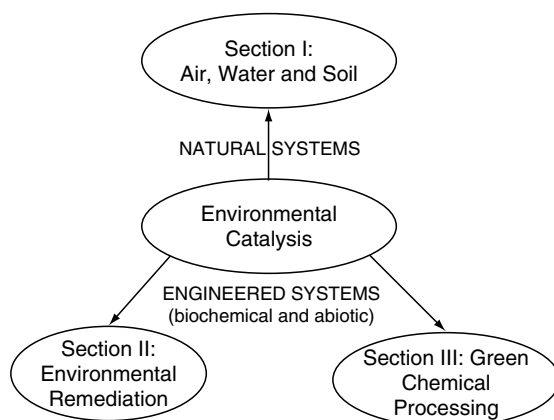 Section I:
Air, Water and Soil
NATURAL SYSTEMS
Environmental
Catalysis
ENGINEERED SYSTEMS
(biochemical and abiotic)
Section II:
Environmental
Remediation
Section III: Green
Chemical
Processing